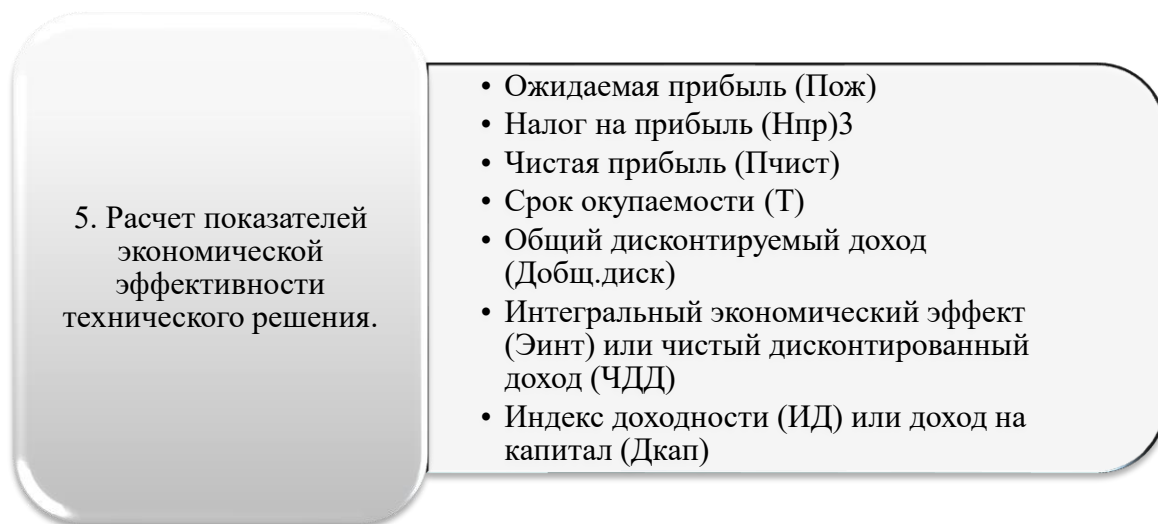 5. Расчет показателей
экономической
эффективности
технического решения.
• Ожидаемая прибыль (Пож)
• Налог на прибыль (Нпр)3
• Чистая прибыль (Пчист)
• Срок окупаемости (Т)
• Общий дисконтируемый доход
(Добщ.диск)
• Интегральный экономический эффект
(Эинт) или чистый дисконтированный
доход (ЧДД)
• Индекс доходности (ИД) или доход на
капитал (Дкап)